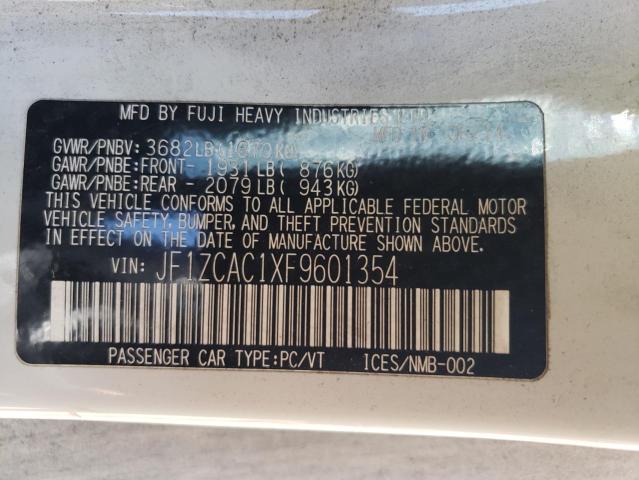 MFD BY FUJI HEAVY INDUSTRIES LTD.
GVWR/PNBV: 3682LB(1670KG)
GAWR/PNBE:FRONT- 1931LB( 876KG)
GAWR/PNBE:REAR - 2079LB( 943KG)
THIS VEHICLE CONFORMS TO ALL APPLICABLE FEDERAL MOTOR
VEHICLE SAFETY, BUMPER, AND THEFT PREVENTION STANDARDS
IN EFFECT ON THE DATE OF MANUFACTURE SHOWN ABOVE.
VIN: JF1ZCAC1XF9601354
PASSENGER CAR TYPE:PC/VT ICES/NMB-002